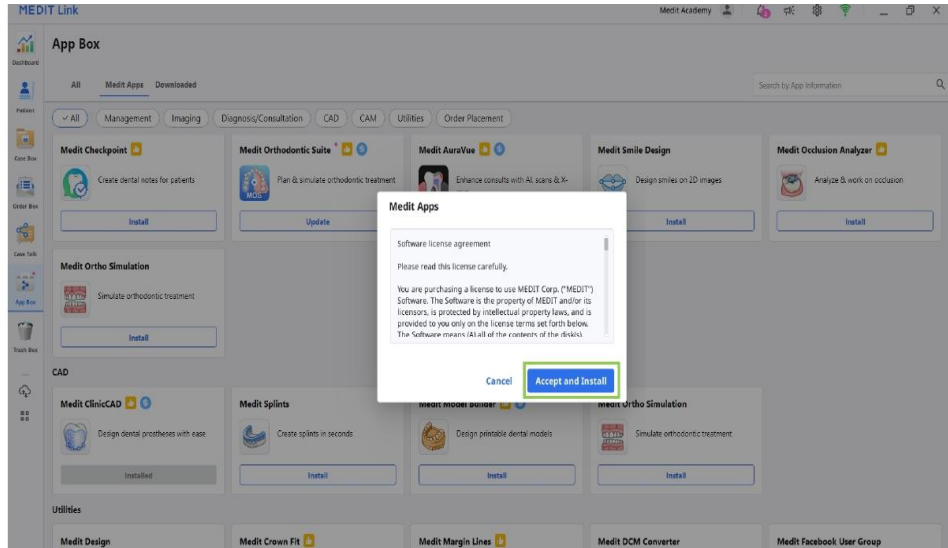 MEDIT Link
Medit Academy
App Box
All Medit Apps Downloaded
Search by App Information
All Management Imaging Diagnosis/Consultation CAD CAM Utilities Order Placement
Dashboard
Patient
Case Box
Order Box
Case Talk
App Box
Trash Box
Medit Checkpoint
Create dental notes for patients
Install
Medit Orthodontic Suite *
MOS
Plan & simulate orthodontic treatment
Update
Medit AuraVue
Enhance consults with AI, scans & X-
Medit Smile Design
Design smiles on 2D images
Install
Medit Occlusion Analyzer
Analyze & work on occlusion
Install
Medit Ortho Simulation
Simulate orthodontic treatment
Install
Medit Apps
Software license agreement
Please read this license carefully.
You are purchasing a license to use MEDIT Corp. ("MEDIT")
Software. The Software is the property of MEDIT and/or its
licensors, is protected by intellectual property laws, and is
provided to you only on the license terms set forth below.
The Software means (A) all of the contents of the disk(s),
Cancel Accept and Install
CAD
Medit ClinicCAD
Design dental prostheses with ease
Installed
Medit Splints
Create splints in seconds
Install
Medit Model Builder
Design printable dental models
Install
Medit Ortho Simulation
Simulate orthodontic treatment
Install
Utilities
Medit Design
Medit Crown Fit
Medit Margin Lines
Medit DCM Converter
Medit Facebook User Group